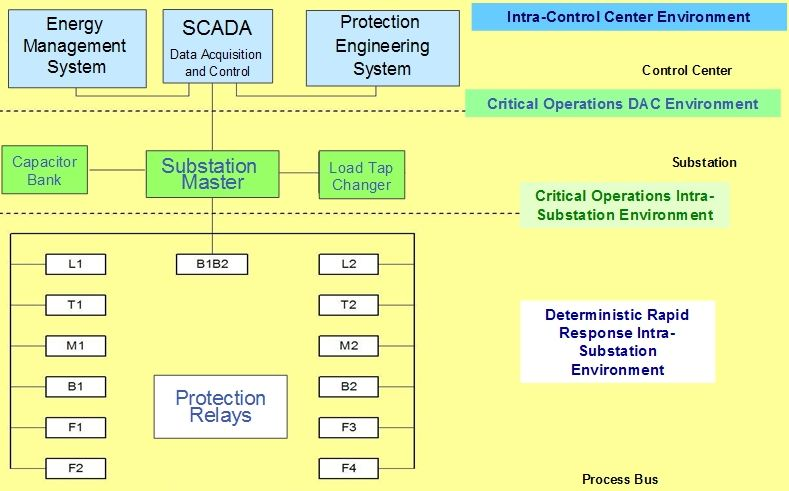 Energy
Management
System
SCADA
Data Acquisition
and Control
Protection
Engineering
System
Intra-Control Center Environment
Control Center
Critical Operations DAC Environment
Capacitor
Bank
Substation
Master
Load Tap
Changer
Substation
Critical Operations Intra-
Substation Environment
L1
B1B2
L2
T1
T2
M1
M2
B1
B2
F1
F3
F2
F4
Protection
Relays
Deterministic Rapid
Response Intra-
Substation
Environment
Process Bus